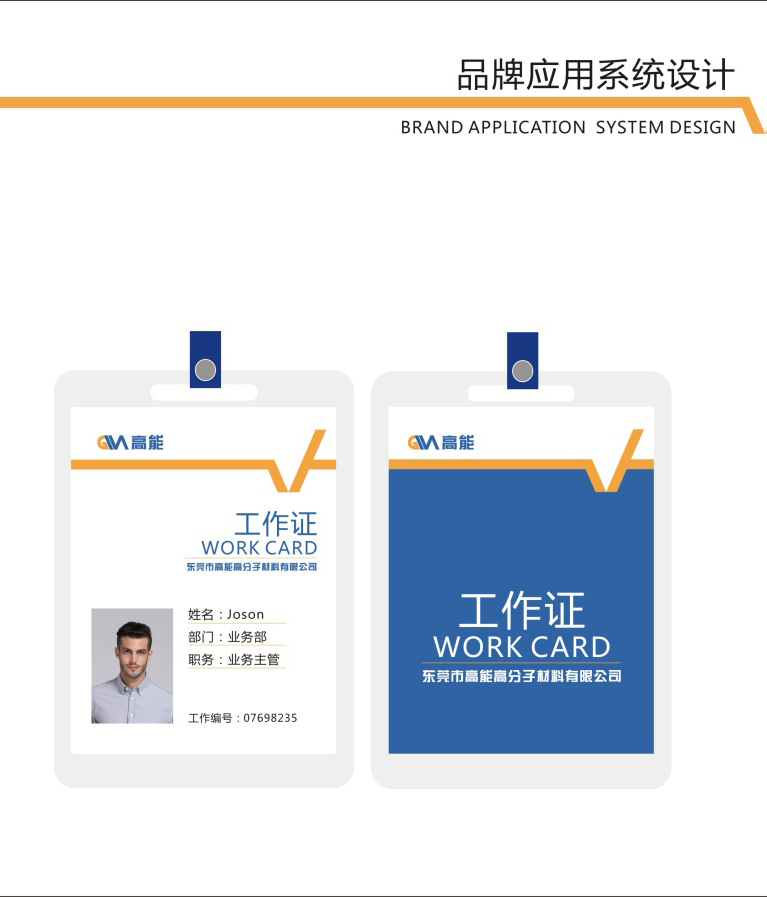 品牌应用系统设计
BRAND APPLICATION SYSTEM DESIGN
GW 高能
工作证
WORK CARD
东莞市高能高分子材料有限公司
姓名：Joson
部门：业务部
职务：业务主管
工作编号：07698235
GW 高能
工作证
WORK CARD
东莞市高能高分子材料有限公司